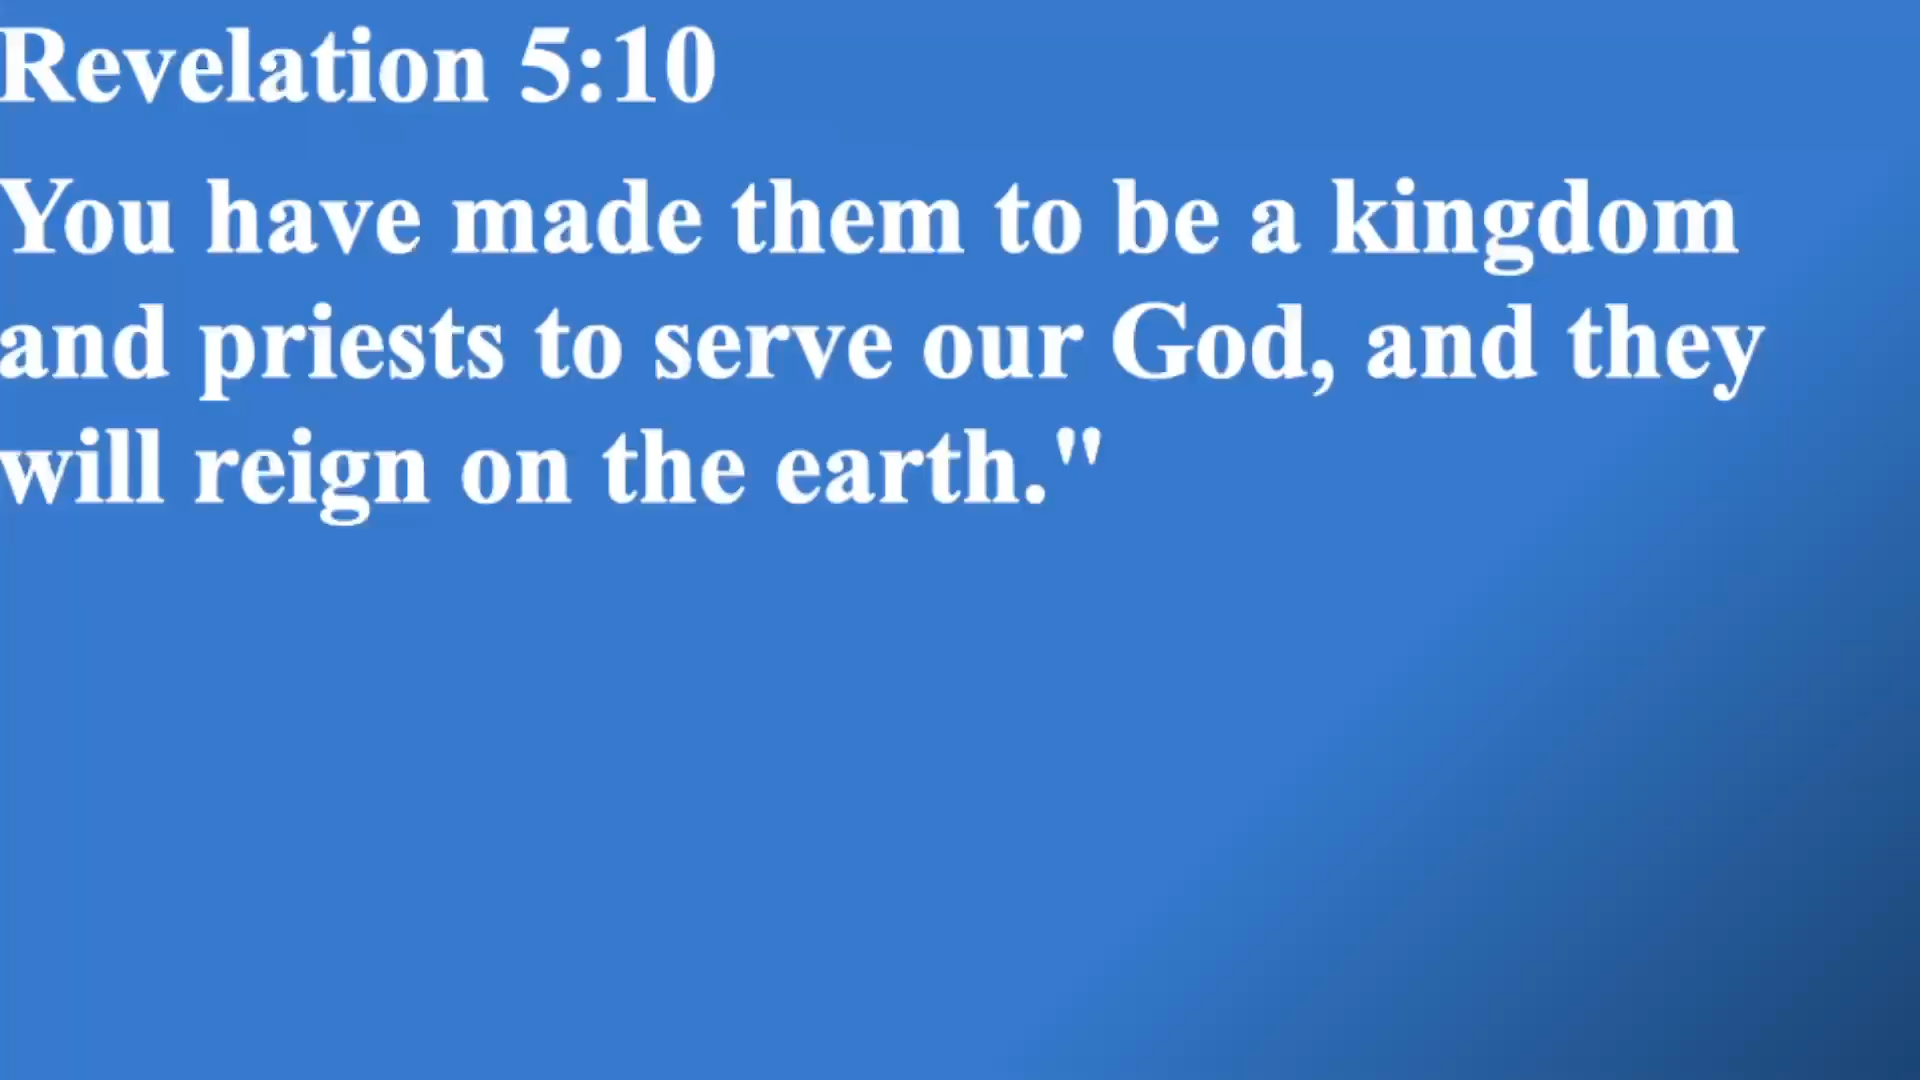 Revelation 5:10
You have made them to be a kingdom
and priests to serve our God, and they
will reign on the earth."